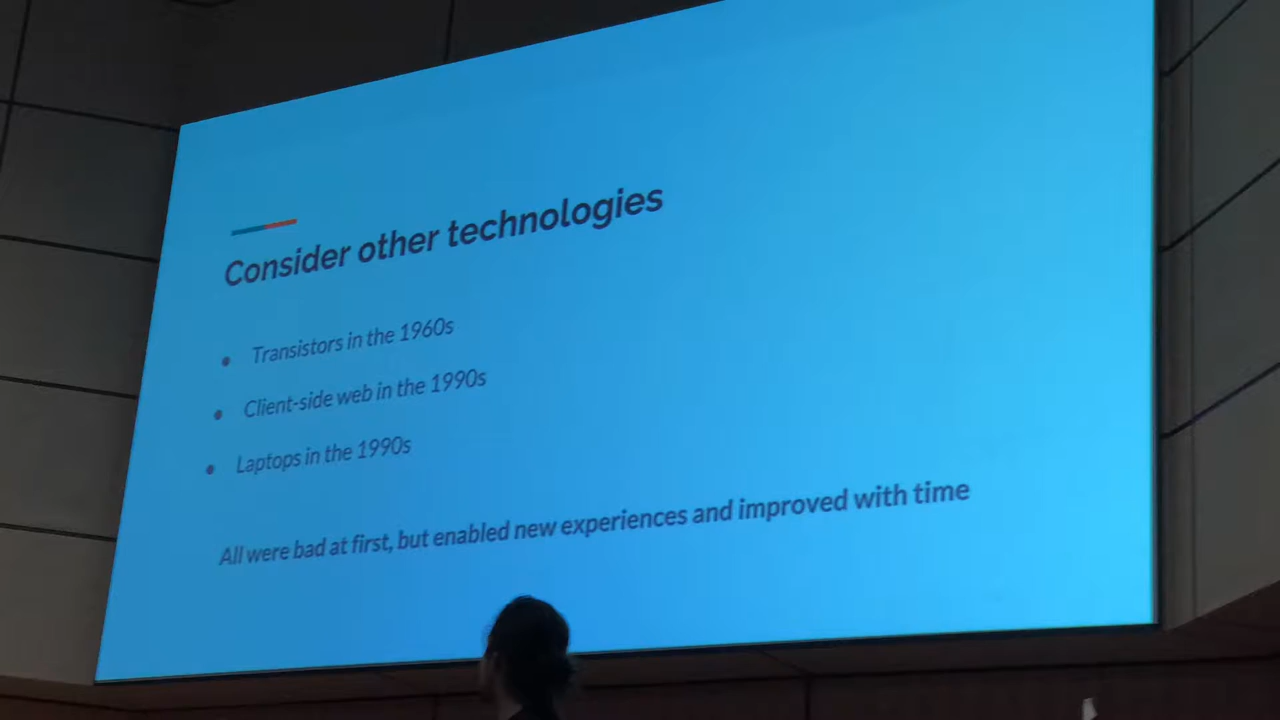 Consider other technologies
● Transistors in the 1960s
● Client-side web in the 1990s
● Laptops in the 1990s
All were bad at first, but enabled new experiences and improved with time